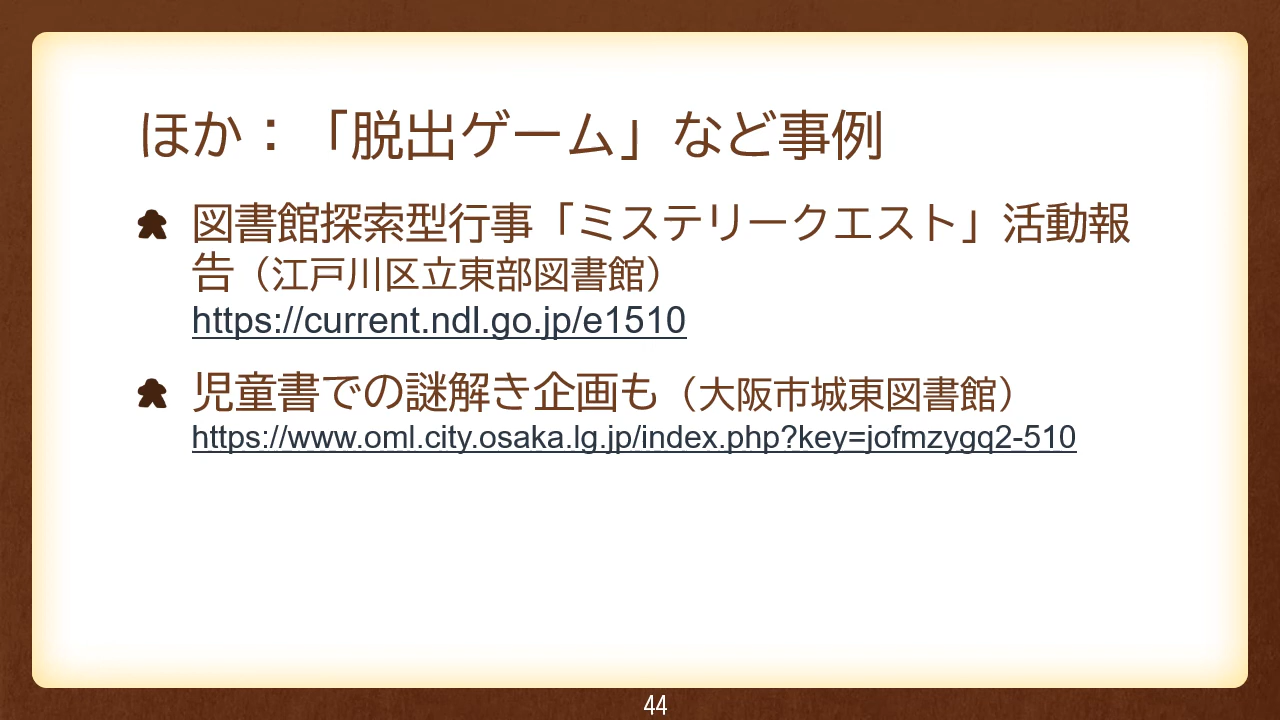 ほか：「脱出ゲーム」など事例
図書館探索型行事「ミステリークエスト」活動報
告（江戸川区立東部図書館）
https://current.ndl.go.jp/e1510
児童書での謎解き企画も（大阪市城東図書館）
https://www.oml.city.osaka.lg.jp/index.php?key=jofmzygq2-510
44